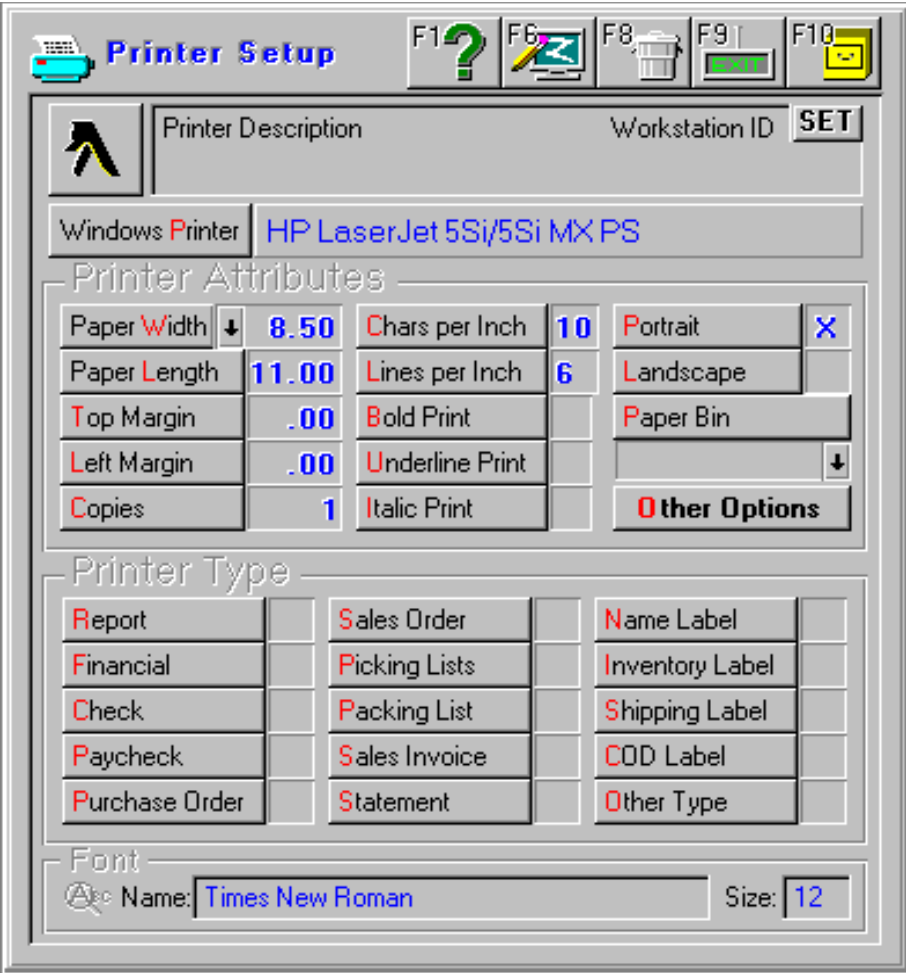 Printer Setup F1 F6 F8 F9 EXIT F10
Printer Description Workstation ID SET
Windows Printer HP LaserJet 5Si/5Si MX PS
Printer Attributes
Paper Width 8.50 Chars per Inch 10 Portrait X
Paper Length 11.00 Lines per Inch 6 Landscape
Top Margin .00 Bold Print Paper Bin
Left Margin .00 Underline Print
Copies 1 Italic Print Other Options
Printer Type
Report Sales Order Name Label
Financial Picking Lists Inventory Label
Check Packing List Shipping Label
Paycheck Sales Invoice COD Label
Purchase Order Statement Other Type
Font
Abc Name: Times New Roman Size: 12